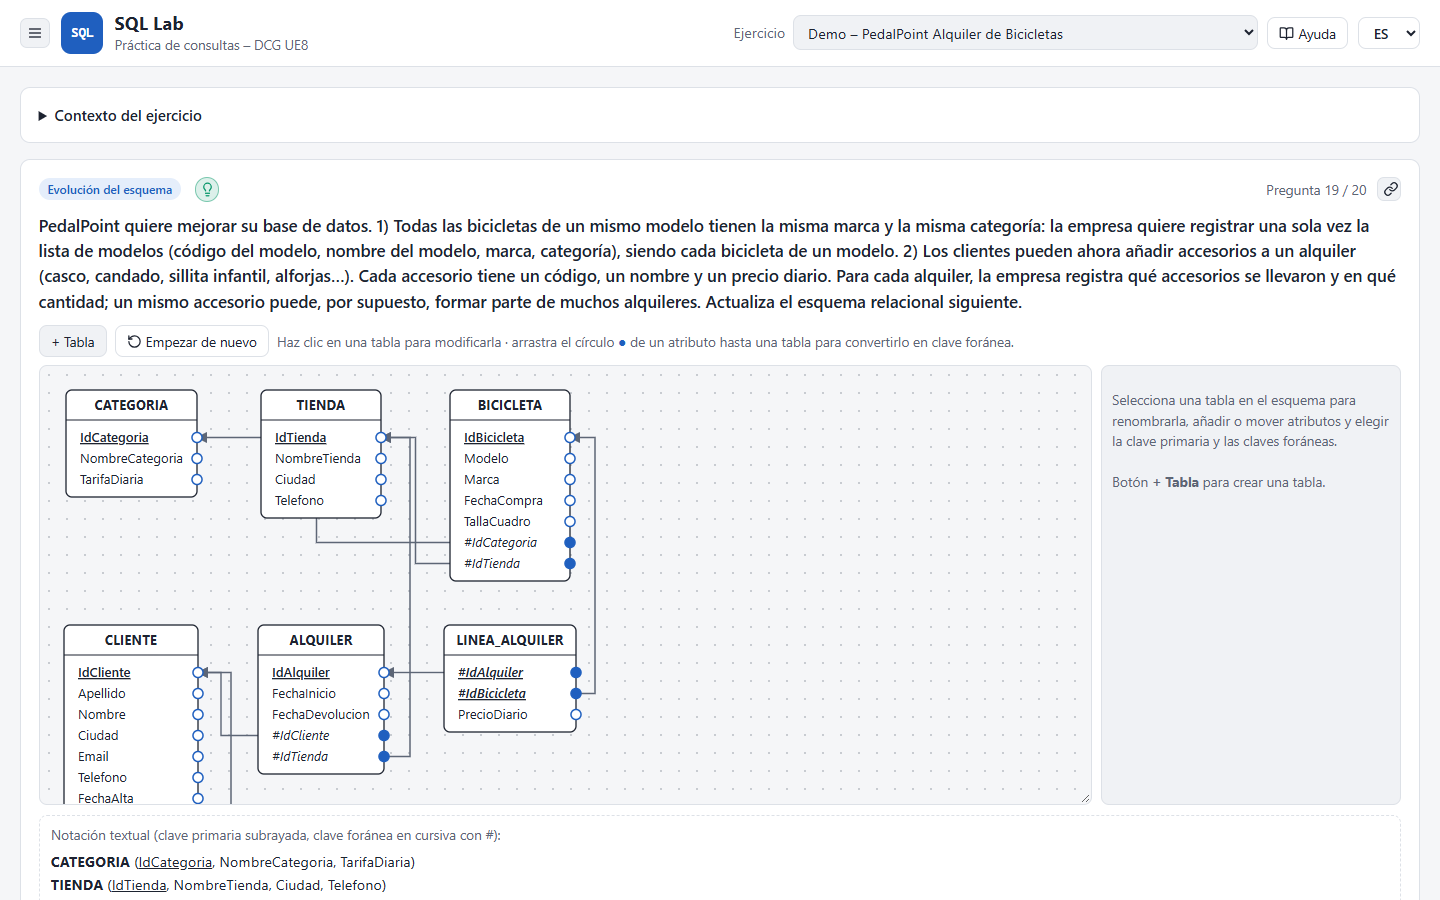 SQL
SQL Lab
Práctica de consultas – DCG UE8
Ejercicio
Demo – PedalPoint Alquiler de Bicicletas
Ayuda
ES
Contexto del ejercicio
Evolución del esquema
Pregunta 19 / 20
PedalPoint quiere mejorar su base de datos. 1) Todas las bicicletas de un mismo modelo tienen la misma marca y la misma categoría: la empresa quiere registrar una sola vez la
lista de modelos (código del modelo, nombre del modelo, marca, categoría), siendo cada bicicleta de un modelo. 2) Los clientes pueden ahora añadir accesorios a un alquiler
(casco, candado, sillita infantil, alforjas...). Cada accesorio tiene un código, un nombre y un precio diario. Para cada alquiler, la empresa registra qué accesorios se llevaron y en qué
cantidad; un mismo accesorio puede, por supuesto, formar parte de muchos alquileres. Actualiza el esquema relacional siguiente.
+ Tabla
Empezar de nuevo
Haz clic en una tabla para modificarla · arrastra el círculo ● de un atributo hasta una tabla para convertirlo en clave foránea.
CATEGORIA
IdCategoria
NombreCategoria
TarifaDiaria
TIENDA
IdTienda
NombreTienda
Ciudad
Telefono
BICICLETA
IdBicicleta
Modelo
Marca
FechaCompra
TallaCuadro
#IdCategoria
#IdTienda
CLIENTE
IdCliente
Apellido
Nombre
Ciudad
Email
Telefono
FechaAlta
ALQUILER
IdAlquiler
FechaInicio
FechaDevolucion
#IdCliente
#IdTienda
LINEA_ALQUILER
#IdAlquiler
#IdBicicleta
PrecioDiario
Selecciona una tabla en el esquema para
renombrarla, añadir o mover atributos y elegir
la clave primaria y las claves foráneas.
Botón + Tabla para crear una tabla.
Notación textual (clave primaria subrayada, clave foránea en cursiva con #):
CATEGORIA (IdCategoria, NombreCategoria, TarifaDiaria)
TIENDA (IdTienda, NombreTienda, Ciudad, Telefono)